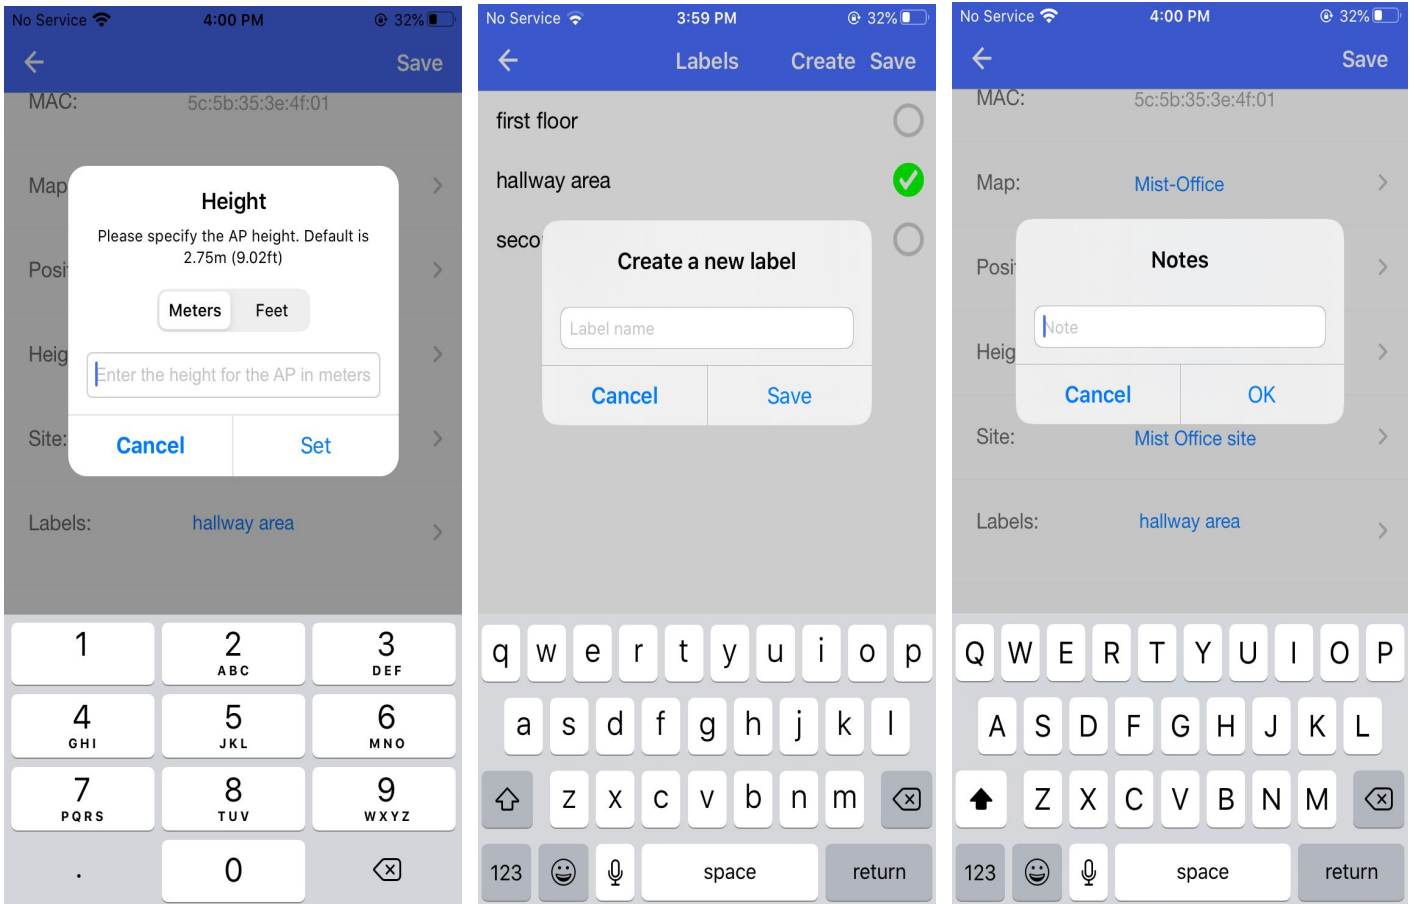 No Service 4:00 PM 32%
Save
MAC: 5c:5b:35:3e:4f:01
Map
Height
Please specify the AP height. Default is
2.75m (9.02ft)
Posi
Meters Feet
Heig
Enter the height for the AP in meters
Site:
Cancel Set
Labels: hallway area
1 2 3
ABC DEF
4 5 6
GHI JKL MNO
7 8 9
PQRS TUV WXYZ
. 0
No Service 3:59 PM 32%
Labels Create Save
first floor
hallway area
seco
Create a new label
Label name
Cancel Save
q w e r t y u i o p
a s d f g h j k l
z x c v b n m
123 space return
No Service 4:00 PM 32%
Save
MAC: 5c:5b:35:3e:4f:01
Map: Mist-Office
Notes
Posi
Note
Heig
Cancel OK
Site: Mist Office site
Labels: hallway area
Q W E R T Y U I O P
A S D F G H J K L
Z X C V B N M
123 space return